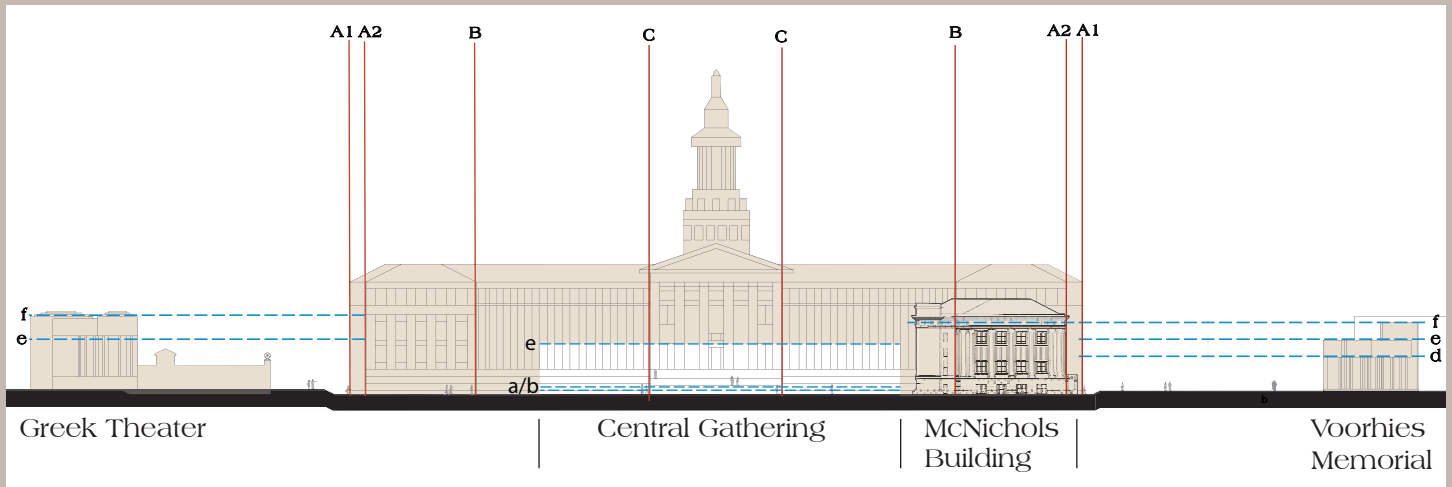 A1 A2 B C C B A2 A1
f f
e e
e d
a/b
b
Greek Theater
Central Gathering
McNichols
Building
Voorhies
Memorial